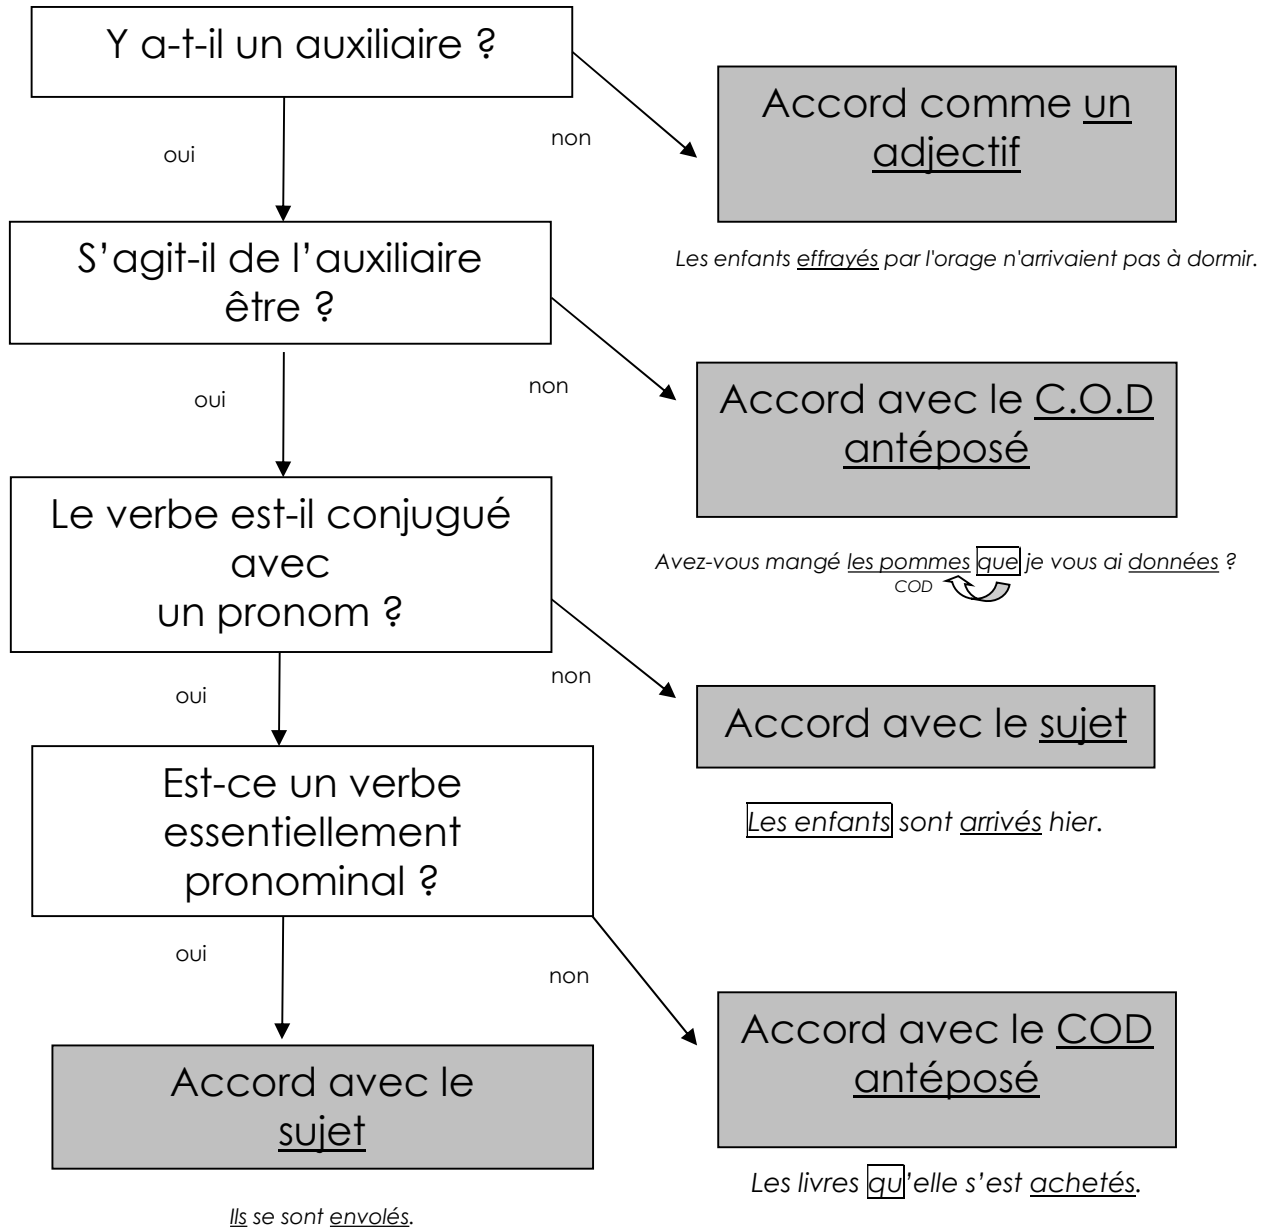 Y a-t-il un auxiliaire ?
oui
non
Accord comme un
adjectif
Les enfants effrayés par l'orage n'arrivaient pas à dormir.
S’agit-il de l’auxiliaire
être ?
oui
non
Accord avec le C.O.D
antéposé
Avez-vous mangé les pommes que je vous ai données ?
COD
Le verbe est-il conjugué
avec
un pronom ?
oui
non
Accord avec le sujet
Les enfants sont arrivés hier.
Est-ce un verbe
essentiellement
pronominal ?
oui
non
Accord avec le
sujet
Ils se sont envolés.
Accord avec le COD
antéposé
Les livres qu’elle s’est achetés.